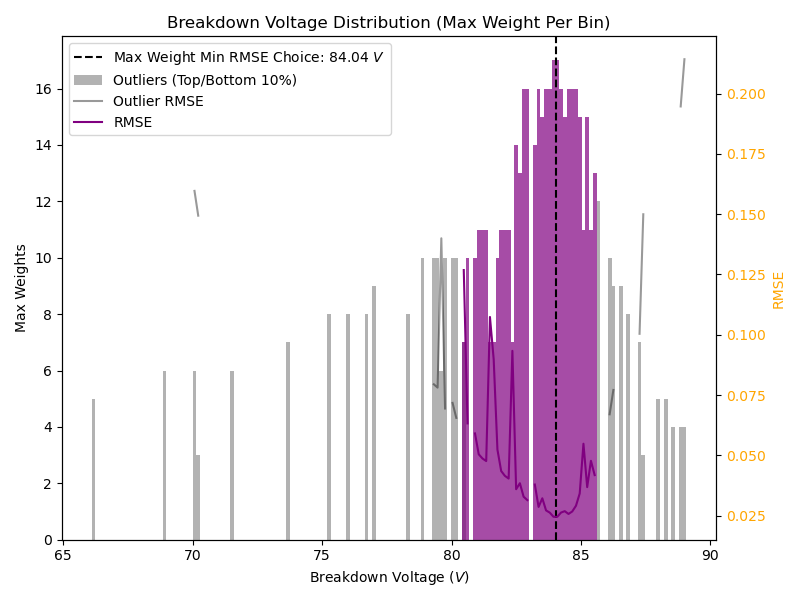 Breakdown Voltage Distribution (Max Weight Per Bin)
Max Weight Min RMSE Choice: 84.04 V
Outliers (Top/Bottom 10%)
Outlier RMSE
RMSE
Max Weights
16
14
12
10
8
6
4
2
0
0.200
0.175
0.150
0.125
0.100
0.075
0.050
0.025
RMSE
65 70 75 80 85 90
Breakdown Voltage (V)